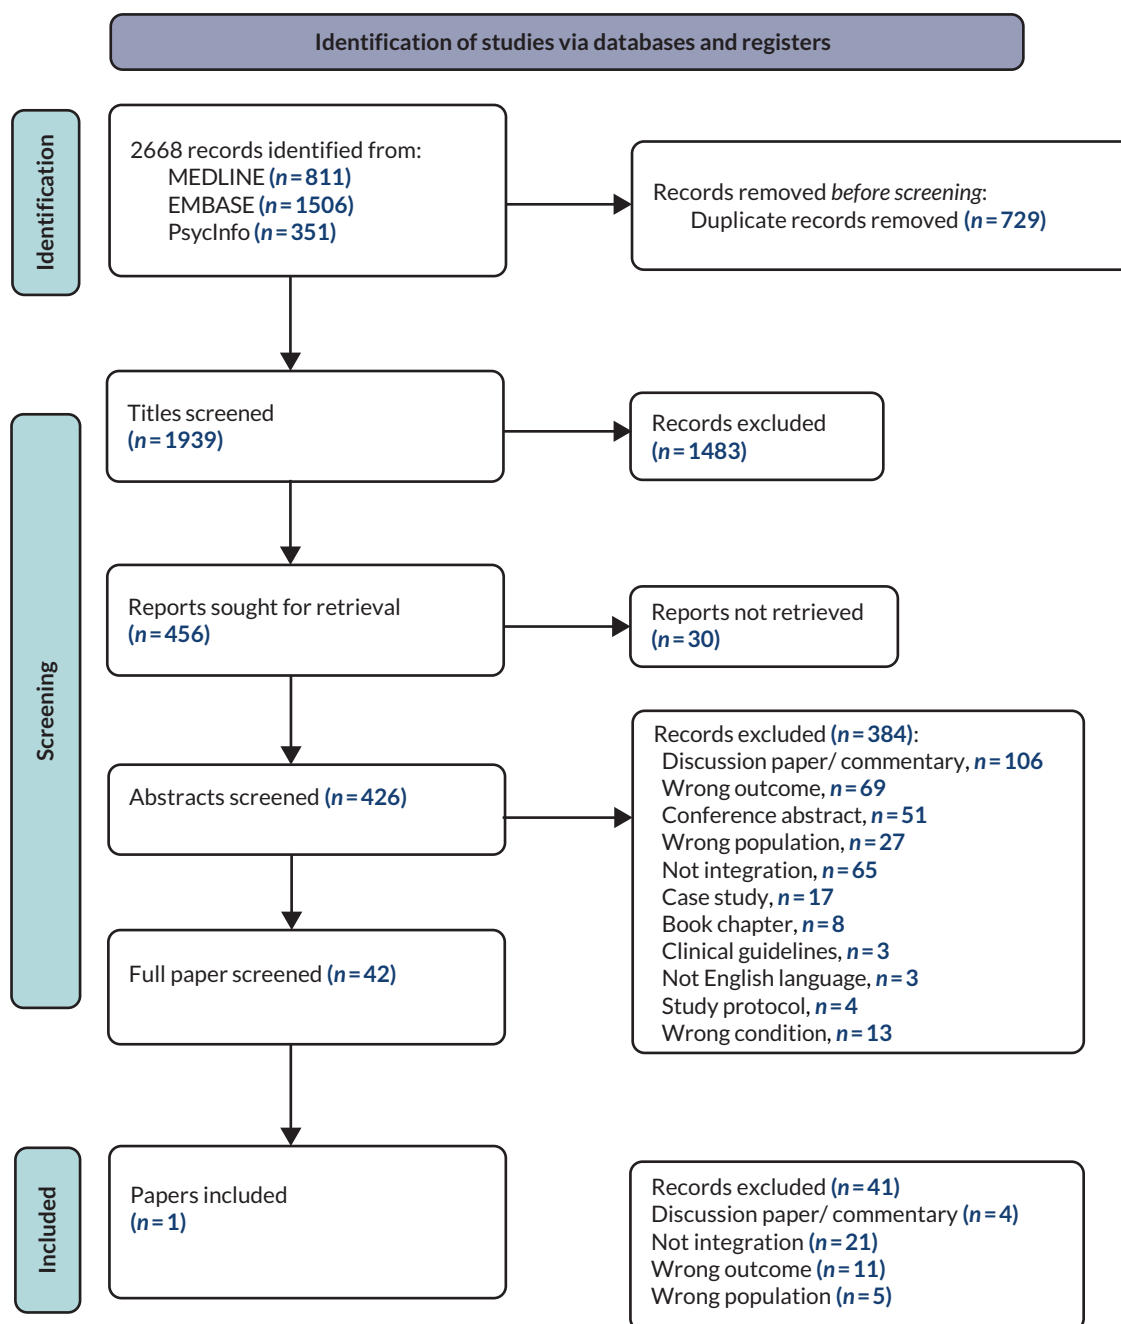 Identification of studies via databases and registers
Identification
2668 records identified from:
MEDLINE (n = 811)
EMBASE (n = 1506)
PsycInfo (n = 351)
Records removed before screening:
Duplicate records removed (n = 729)
Screening
Titles screened
(n = 1939)
Records excluded
(n = 1483)
Reports sought for retrieval
(n = 456)
Reports not retrieved
(n = 30)
Abstracts screened (n = 426)
Records excluded (n = 384):
Discussion paper/ commentary, n = 106
Wrong outcome, n = 69
Conference abstract, n = 51
Wrong population, n = 27
Not integration, n = 65
Case study, n = 17
Book chapter, n = 8
Clinical guidelines, n = 3
Not English language, n = 3
Study protocol, n = 4
Wrong condition, n = 13
Full paper screened (n = 42)
Included
Papers included
(n = 1)
Records excluded (n = 41)
Discussion paper/ commentary (n = 4)
Not integration (n = 21)
Wrong outcome (n = 11)
Wrong population (n = 5)